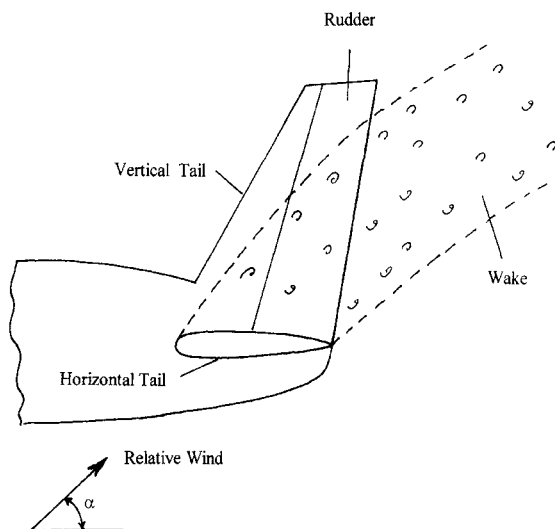 Rudder
Vertical Tail
Wake
Horizontal Tail
Relative Wind
α